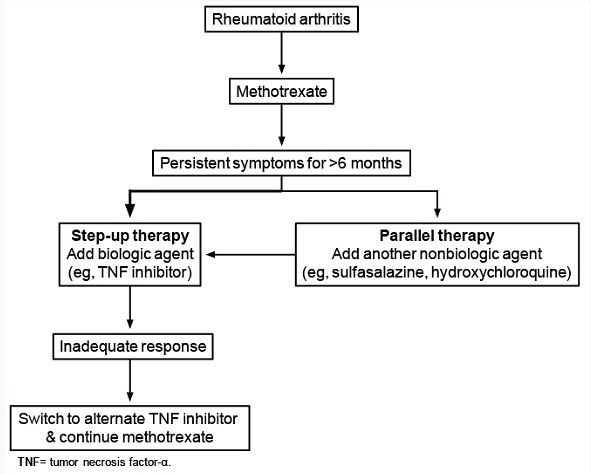 Rheumatoid arthritis
Methotrexate
Persistent symptoms for >6 months
Step-up therapy
Add biologic agent
(eg, TNF inhibitor)
Parallel therapy
Add another nonbiologic agent
(eg, sulfasalazine, hydroxychloroquine)
Inadequate response
Switch to alternate TNF inhibitor
& continue methotrexate
TNF= tumor necrosis factor-α.